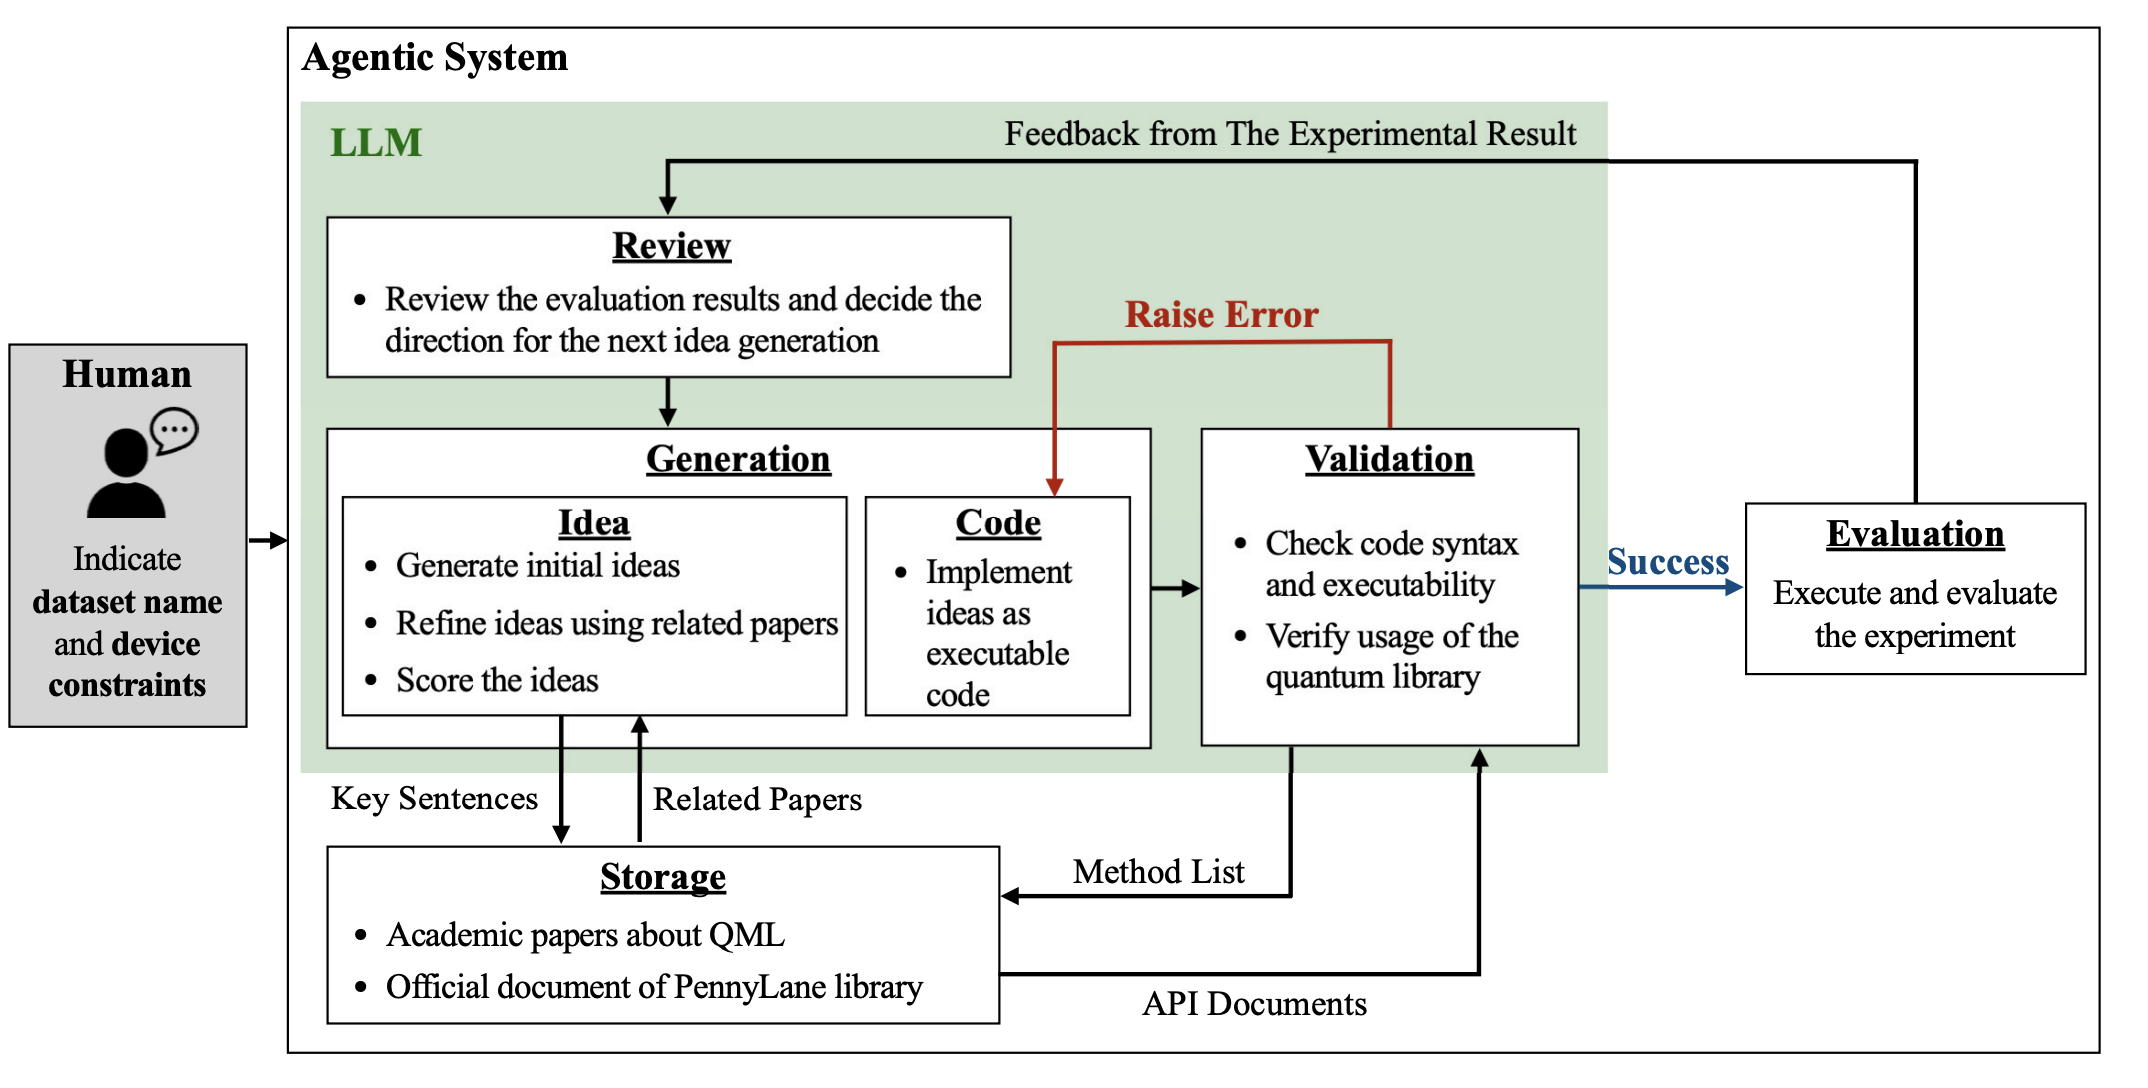 Agentic System
LLM
Feedback from The Experimental Result
Review
• Review the evaluation results and decide the
direction for the next idea generation
Raise Error
Human
Indicate
dataset name
and device
constraints
Generation
Idea
• Generate initial ideas
• Refine ideas using related papers
• Score the ideas
Code
• Implement
ideas as
executable
code
Validation
• Check code syntax
and executability
• Verify usage of the
quantum library
Success
Evaluation
Execute and evaluate
the experiment
Key Sentences
Related Papers
Storage
• Academic papers about QML
• Official document of PennyLane library
Method List
API Documents